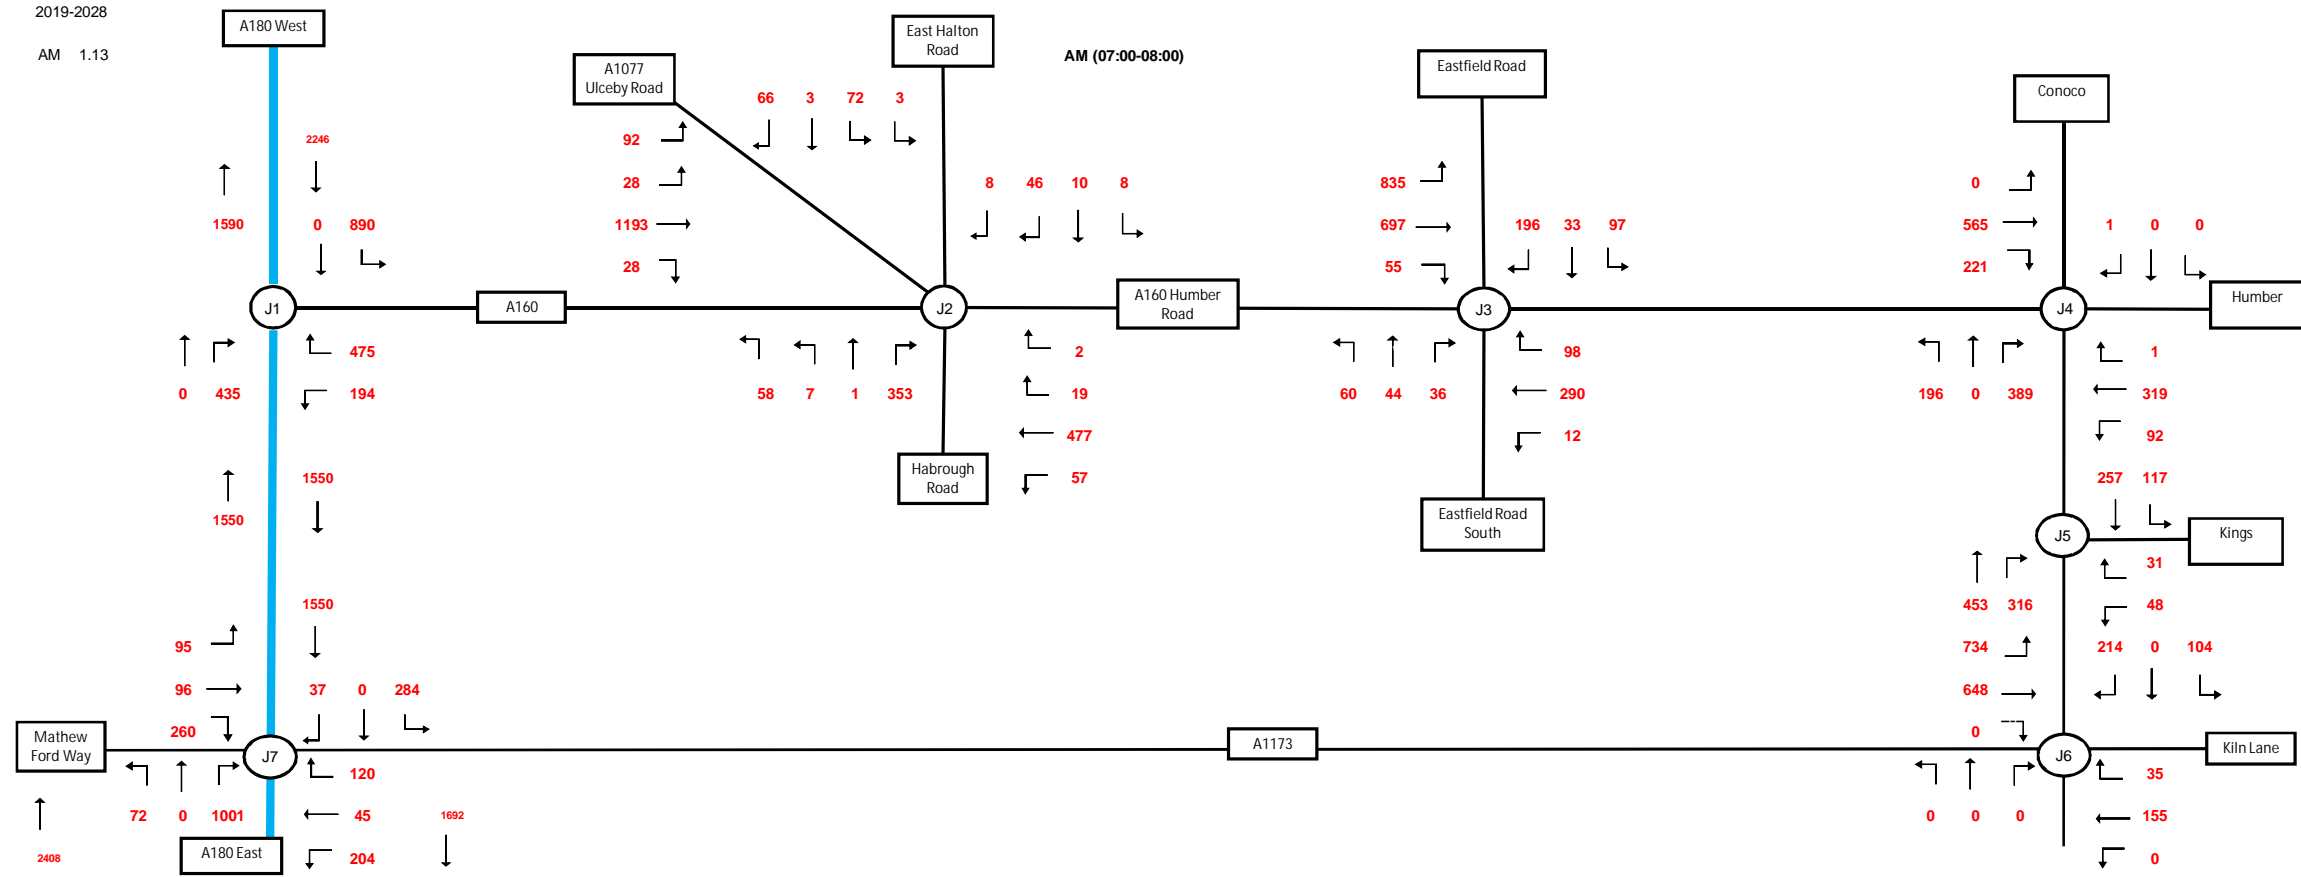 2019-2028
A180 West
East Halton
Road
AM 1.13
AM (07:00-08:00)
A1077
Ulceby Road
Eastfield Road
Conoco
66 3 72 3
92
2246
28
8 46 10 8
835
0
1590
0 890
1193
697
196 33 97
565
1 0 0
28
55
221
J1
A160
J2
A160 Humber
Road
J3
J4
Humber
475
2
98
1
0 435
194
58 7 1 353
19
60 44 36
290
196 0 389
319
477
12
92
Habrough
Road
57
1550
257 117
1550
Eastfield Road
South
J5
Kings
31
1550
453 316
48
95
734
214 0 104
96
37 0 284
648
260
0
Mathew
Ford Way
J7
A1173
J6
Kiln Lane
120
35
72 0 1001
45
1692
0 0 0
155
2408
A180 East
204
0